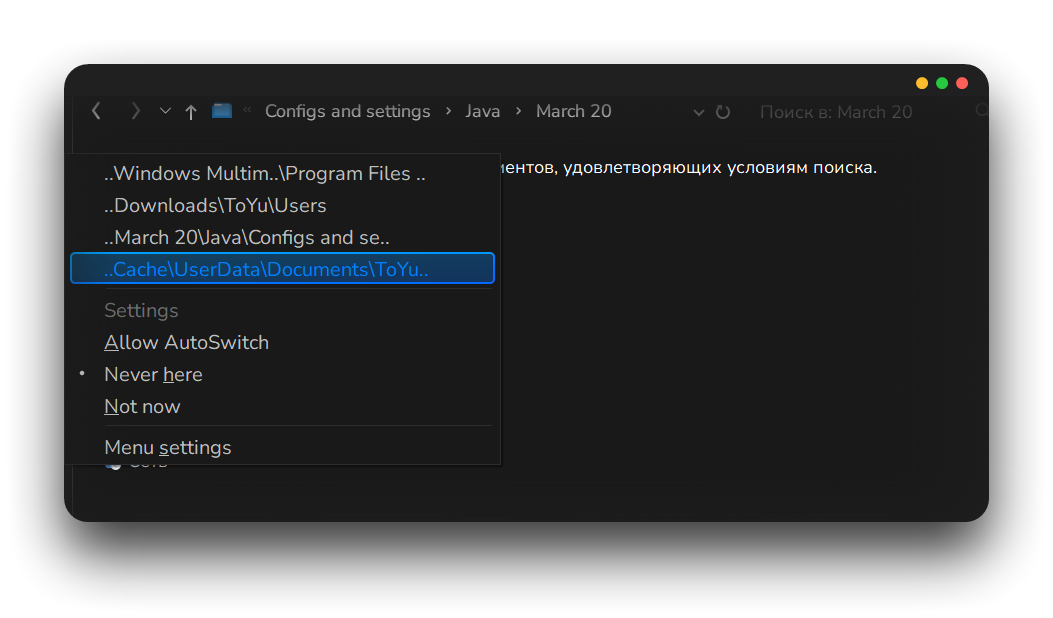 « Configs and settings › Java › March 20
Поиск в: March 20
ментов, удовлетворяющих условиям поиска.
..Windows Multim..\Program Files ..
..Downloads\ToYu\Users
..March 20\Java\Configs and se..
..Cache\UserData\Documents\ToYu..
Settings
Allow AutoSwitch
Never here
Not now
Menu settings